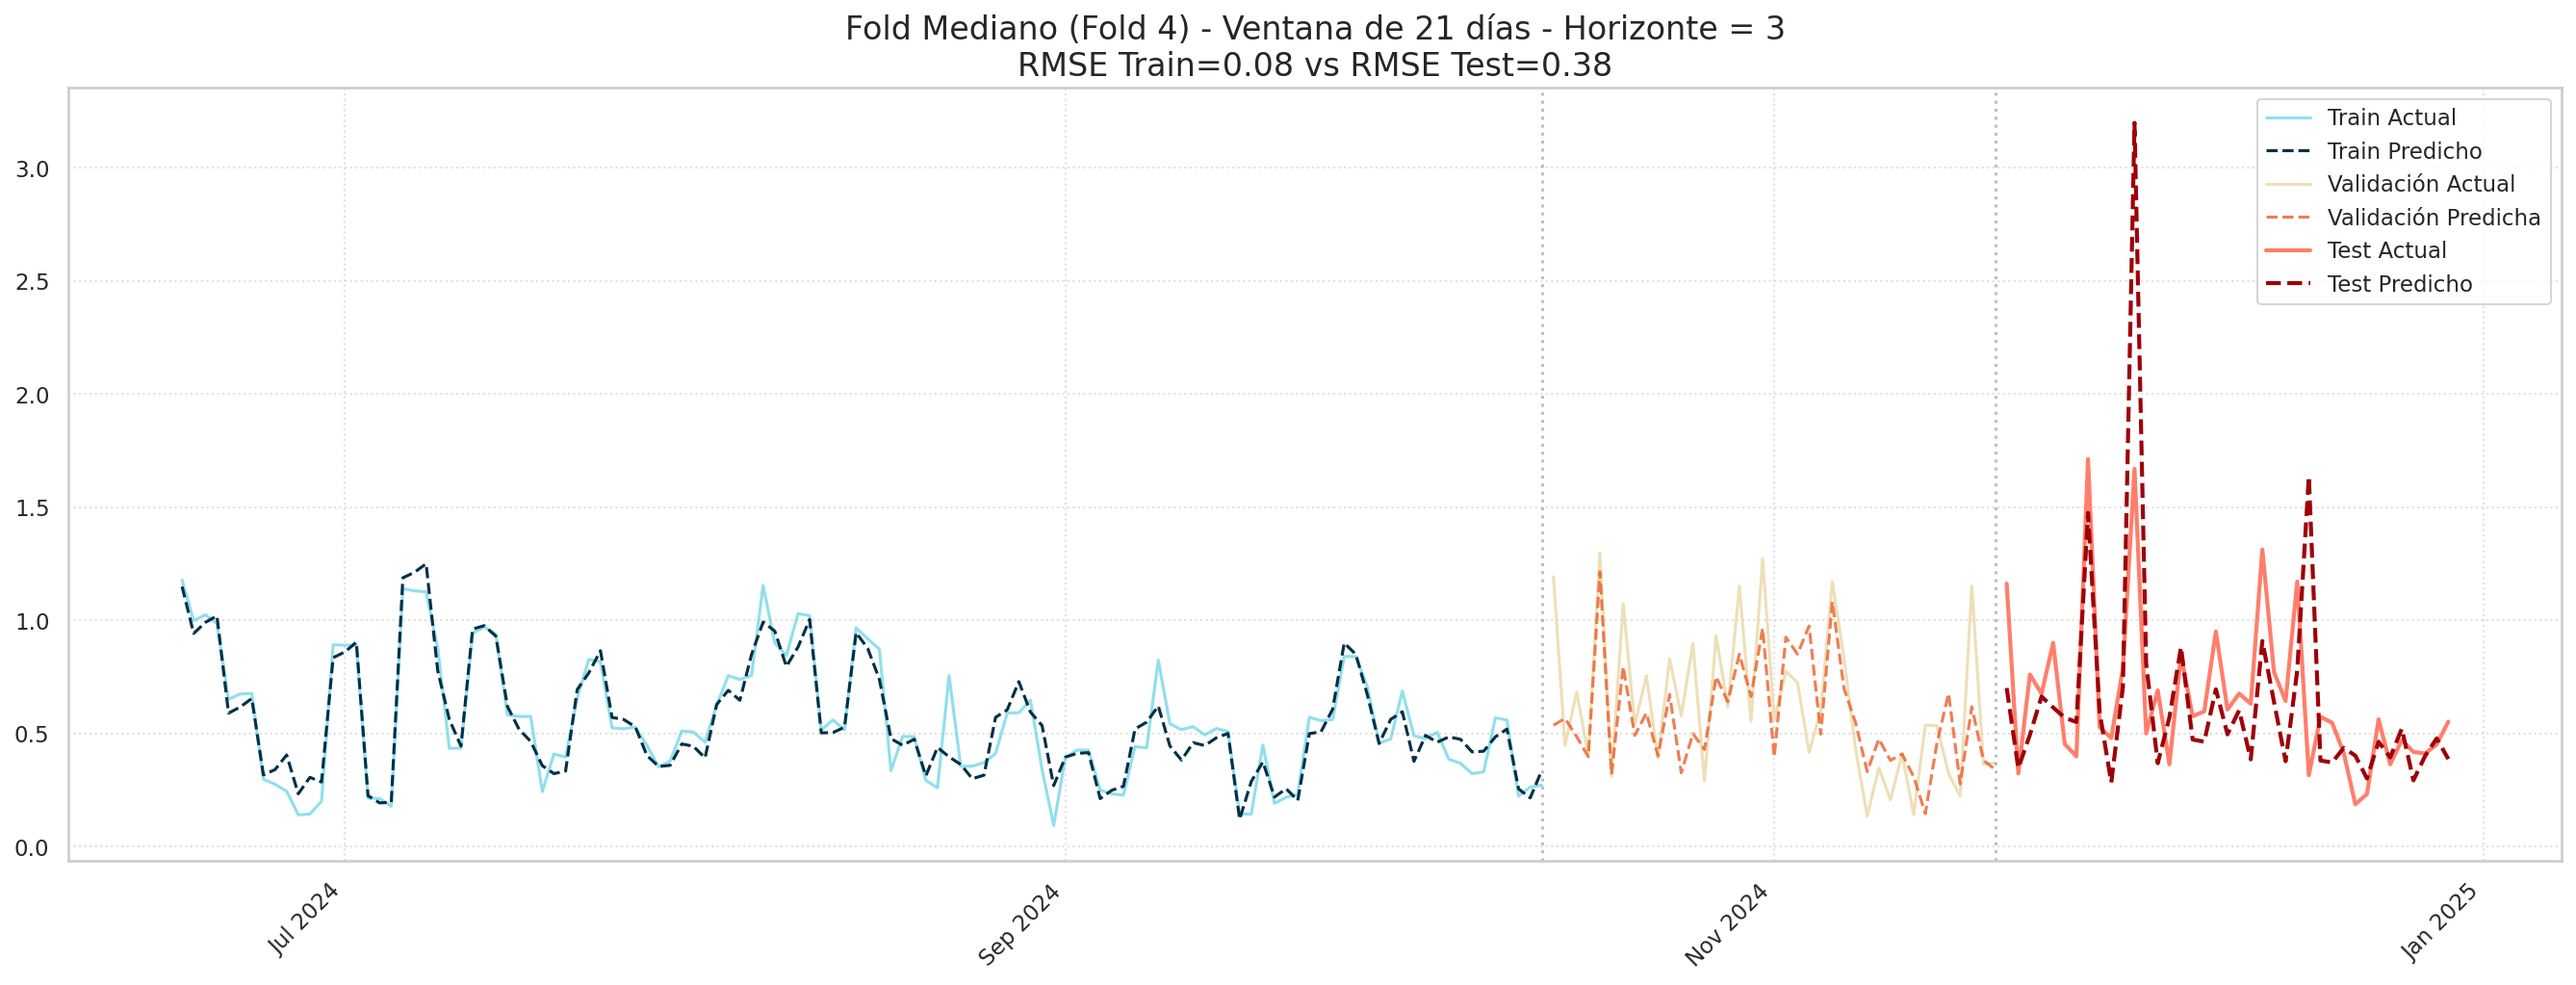 Fold Mediano (Fold 4) - Ventana de 21 días - Horizonte = 3
RMSE Train=0.08 vs RMSE Test=0.38
Train Actual
Train Predicho
Validación Actual
Validación Predicha
Test Actual
Test Predicho
3.0
2.5
2.0
1.5
1.0
0.5
0.0
Jul 2024
Sep 2024
Nov 2024
Jan 2025